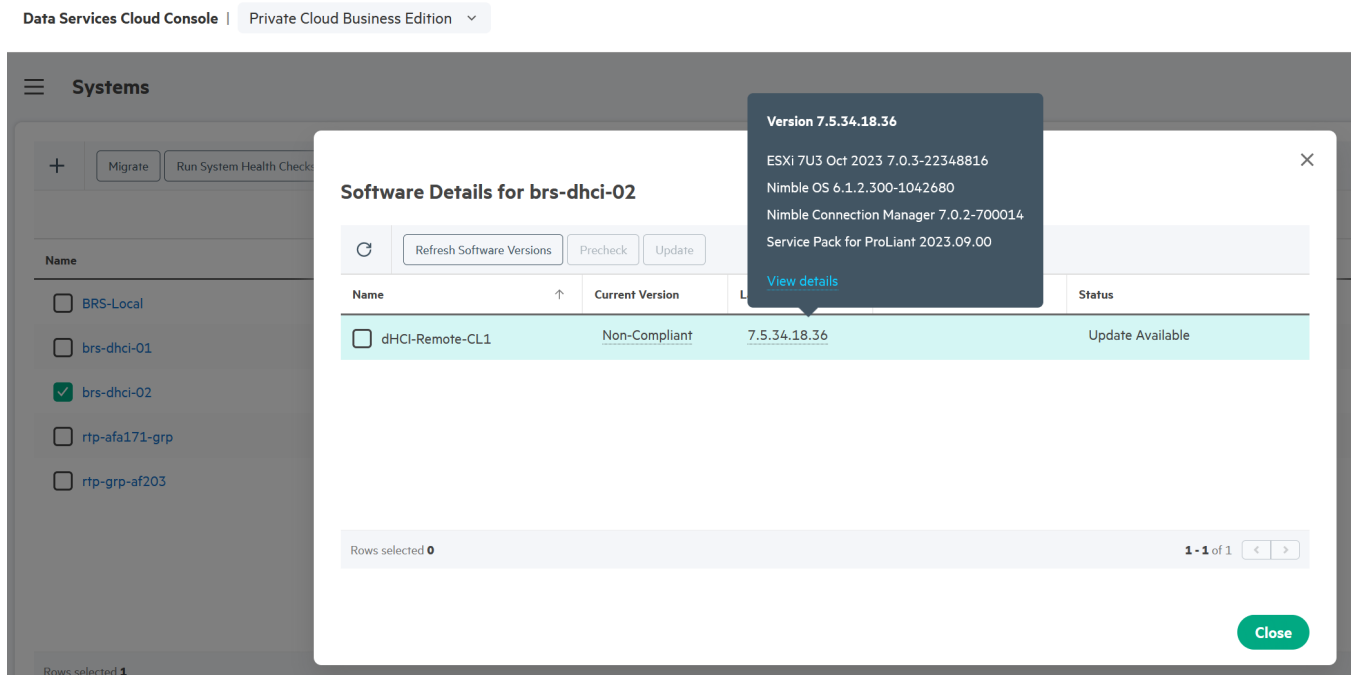 Data Services Cloud Console | Private Cloud Business Edition
Systems
Migrate Run System Health Checks
Name
BRS-Local
brs-dhci-01
brs-dhci-02
rtp-afa171-grp
rtp-grp-af203
Rows selected 1
Software Details for brs-dhci-02
Version 7.5.34.18.36
ESXi 7U3 Oct 2023 7.0.3-22348816
Nimble OS 6.1.2.300-1042680
Nimble Connection Manager 7.0.2-700014
Service Pack for ProLiant 2023.09.00
View details
Refresh Software Versions Precheck Update
Name Current Version Status
dHCI-Remote-CL1 Non-Compliant 7.5.34.18.36 Update Available
Rows selected 0 1 - 1 of 1
Close